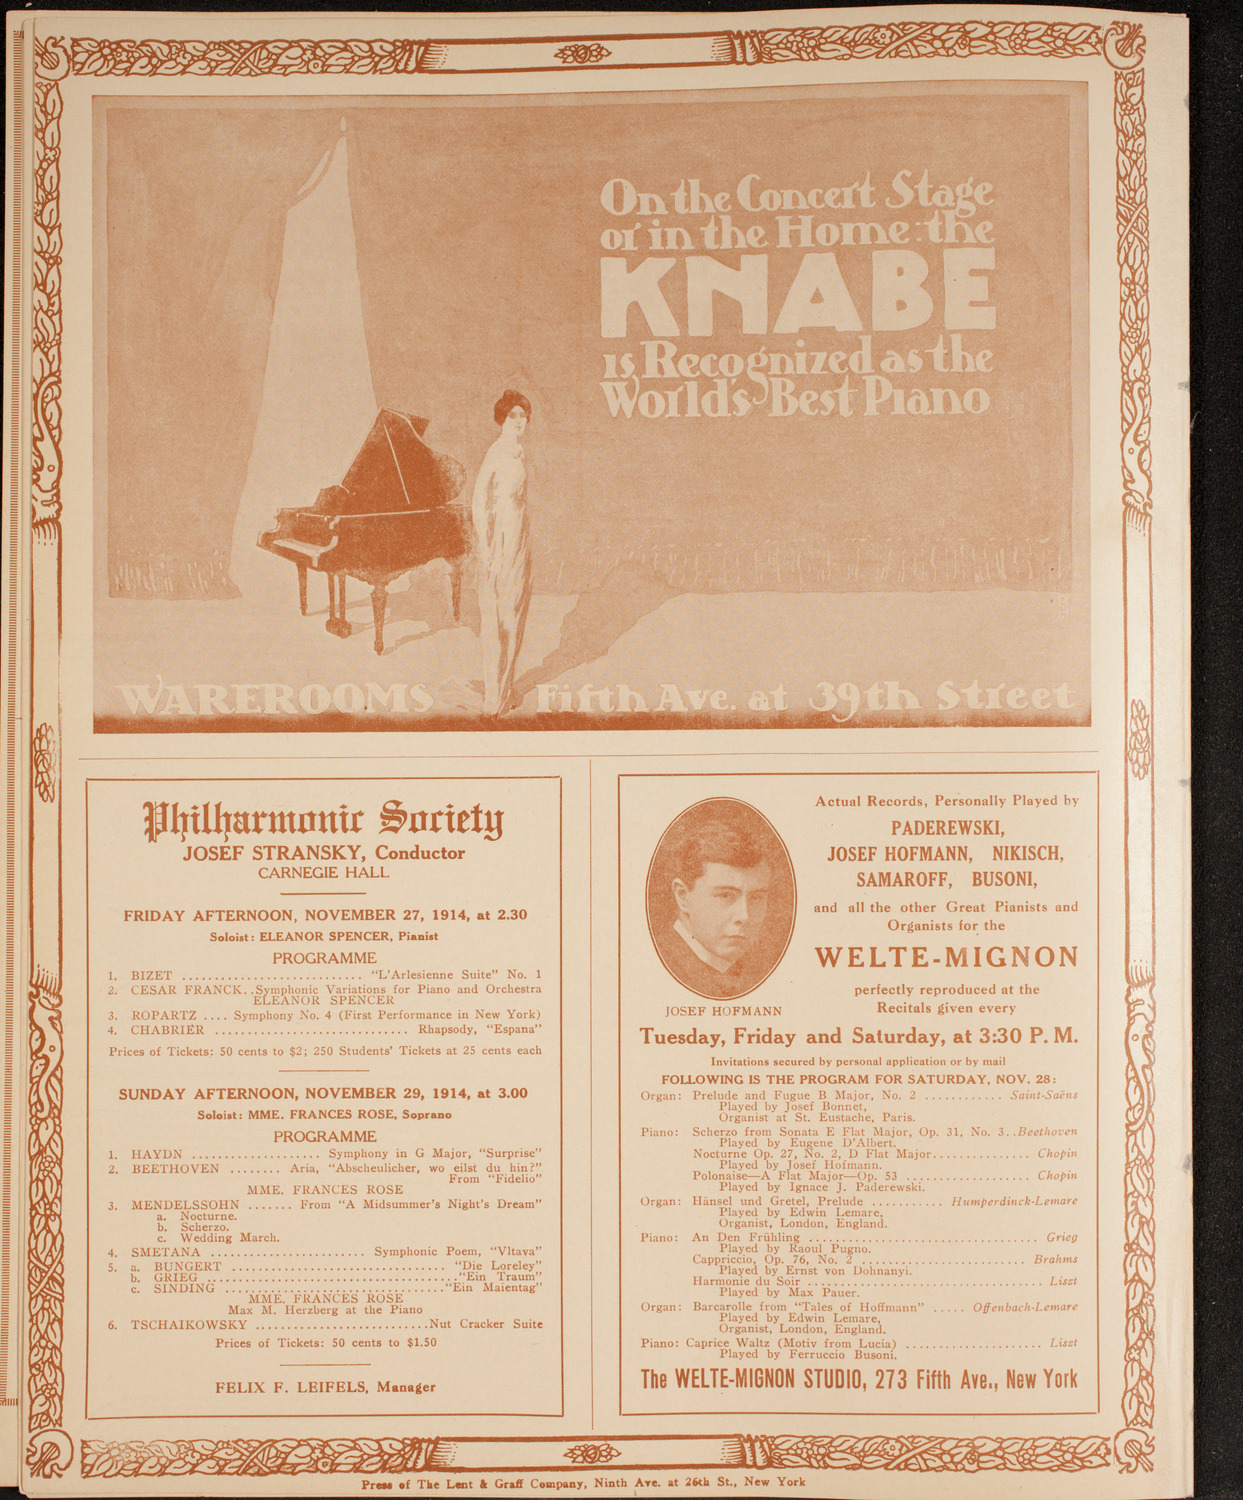 On the Concert Stage
or in the Home: the
KNABE
is Recognized as the
World's Best Piano
WAREROOMS Fifth Ave. at 39th Street
Philharmonic Society
JOSEF STRANSKY, Conductor
CARNEGIE HALL
FRIDAY AFTERNOON, NOVEMBER 27, 1914, at 2.30
Soloist: ELEANOR SPENCER, Pianist
PROGRAMME
1. BIZET ............................ "L'Arlesienne Suite" No. 1
2. CESAR FRANCK..Symphonic Variations for Piano and Orchestra
ELEANOR SPENCER
3. ROPARTZ .... Symphony No. 4 (First Performance in New York)
4. CHABRIER .............................. Rhapsody, "Espana"
Prices of Tickets: 50 cents to $2; 250 Students' Tickets at 25 cents each
SUNDAY AFTERNOON, NOVEMBER 29, 1914, at 3.00
Soloist: MME. FRANCES ROSE, Soprano
PROGRAMME
1. HAYDN .................... Symphony in G Major, "Surprise"
2. BEETHOVEN ........ Aria, "Abscheulicher, wo eilst du hin?"
From "Fidelio"
MME. FRANCES ROSE
3. MENDELSSOHN ....... From "A Midsummer's Night's Dream"
a. Nocturne.
b. Scherzo.
c. Wedding March.
4. SMETANA ........................ Symphonic Poem, "Vltava"
5. a. BUNGERT ................................... "Die Loreley"
b. GRIEG ......................................."Ein Traum"
c. SINDING .................................."Ein Maientag"
MME. FRANCES ROSE
Max M. Herzberg at the Piano
6. TSCHAIKOWSKY ...........................Nut Cracker Suite
Prices of Tickets: 50 cents to $1.50
FELIX F. LEIFELS, Manager
JOSEF HOFMANN
Actual Records, Personally Played by
PADEREWSKI,
JOSEF HOFMANN, NIKISCH,
SAMAROFF, BUSONI,
and all the other Great Pianists and
Organists for the
WELTE-MIGNON
perfectly reproduced at the
Recitals given every
Tuesday, Friday and Saturday, at 3:30 P. M.
Invitations secured by personal application or by mail
FOLLOWING IS THE PROGRAM FOR SATURDAY, NOV. 28:
Organ: Prelude and Fugue B Major, No. 2 ............ Saint-Saëns
Played by Josef Bonnet,
Organist at St. Eustache, Paris.
Piano: Scherzo from Sonata E Flat Major, Op. 31, No. 3..Beethoven
Played by Eugene D'Albert.
Nocturne Op. 27, No. 2, D Flat Major............... Chopin
Played by Josef Hofmann.
Polonaise—A Flat Major—Op. 53 ................... Chopin
Played by Ignace J. Paderewski.
Organ: Hänsel und Gretel, Prelude ........... Humperdinck-Lemare
Played by Edwin Lemare,
Organist, London, England.
Piano: An Den Frühling ................................... Grieg
Played by Raoul Pugno.
Cappriccio, Op. 76, No. 2 ......................... Brahms
Played by Ernst von Dohnanyi.
Harmonie du Soir .................................... Liszt
Played by Max Pauer.
Organ: Barcarolle from "Tales of Hoffmann" ..... Offenbach-Lemare
Played by Edwin Lemare,
Organist, London, England.
Piano: Caprice Waltz (Motiv from Lucia) ..................... Liszt
Played by Ferruccio Busoni.
The WELTE-MIGNON STUDIO, 273 Fifth Ave., New York
Press of The Lent & Graff Company, Ninth Ave. at 26th St., New York